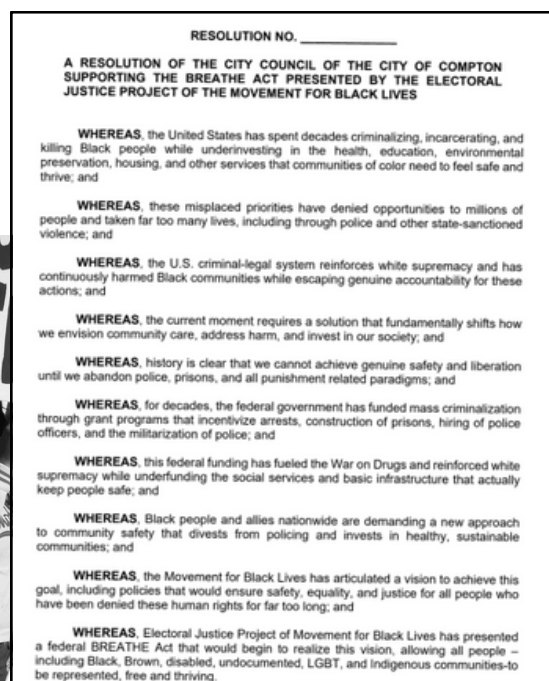 RESOLUTION NO. ______________
A RESOLUTION OF THE CITY COUNCIL OF THE CITY OF COMPTON
SUPPORTING THE BREATHE ACT PRESENTED BY THE ELECTORAL
JUSTICE PROJECT OF THE MOVEMENT FOR BLACK LIVES
WHEREAS, the United States has spent decades criminalizing, incarcerating, and
killing Black people while underinvesting in the health, education, environmental
preservation, housing, and other services that communities of color need to feel safe and
thrive; and
WHEREAS, these misplaced priorities have denied opportunities to millions of
people and taken far too many lives, including through police and other state-sanctioned
violence; and
WHEREAS, the U.S. criminal-legal system reinforces white supremacy and has
continuously harmed Black communities while escaping genuine accountability for these
actions; and
WHEREAS, the current moment requires a solution that fundamentally shifts how
we envision community care, address harm, and invest in our society; and
WHEREAS, history is clear that we cannot achieve genuine safety and liberation
until we abandon police, prisons, and all punishment related paradigms; and
WHEREAS, for decades, the federal government has funded mass criminalization
through grant programs that incentivize arrests, construction of prisons, hiring of police
officers, and the militarization of police; and
WHEREAS, this federal funding has fueled the War on Drugs and reinforced white
supremacy while underfunding the social services and basic infrastructure that actually
keep people safe; and
WHEREAS, Black people and allies nationwide are demanding a new approach
to community safety that divests from policing and invests in healthy, sustainable
communities; and
WHEREAS, the Movement for Black Lives has articulated a vision to achieve this
goal, including policies that would ensure safety, equality, and justice for all people who
have been denied these human rights for far too long; and
WHEREAS, Electoral Justice Project of Movement for Black Lives has presented
a federal BREATHE Act that would begin to realize this vision, allowing all people –
including Black, Brown, disabled, undocumented, LGBT, and Indigenous communities-to
be represented, free and thriving.